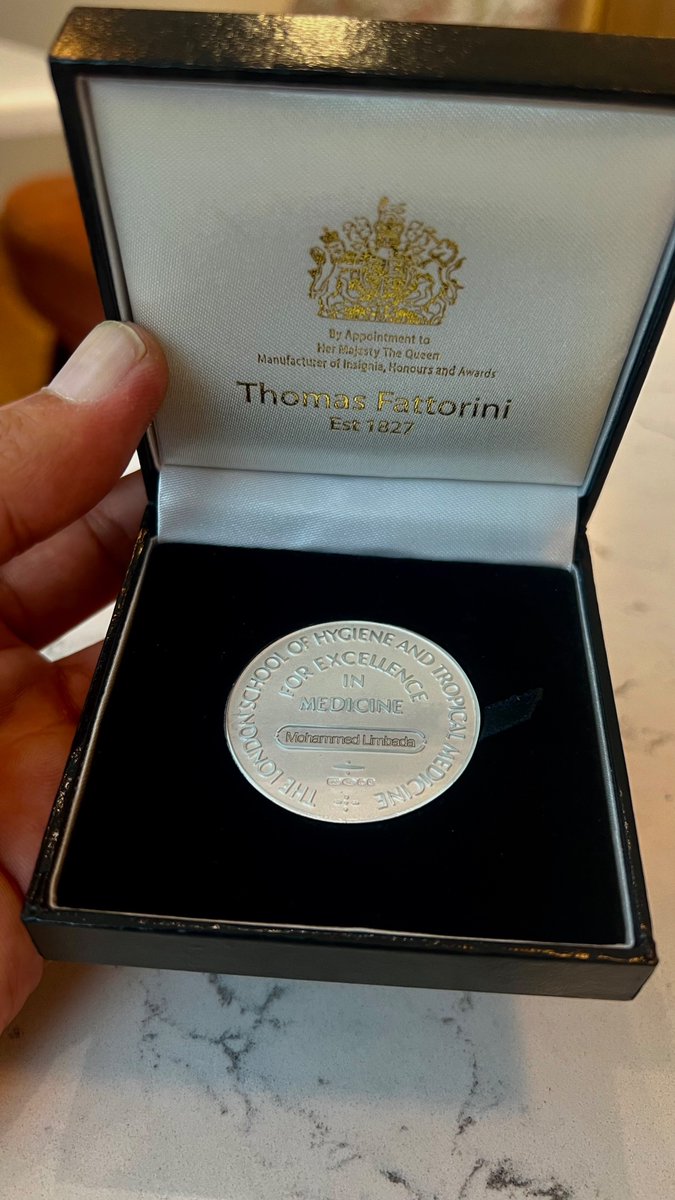 By Appointment to
Her Majesty The Queen
Manufacturer of Insignia, Honours and Awards
Thomas Fattorini
Est 1827
THE LONDON SCHOOL OF HYGIENE AND TROPICAL MEDICINE
FOR EXCELLENCE
IN
MEDICINE
Mohammed Limbada